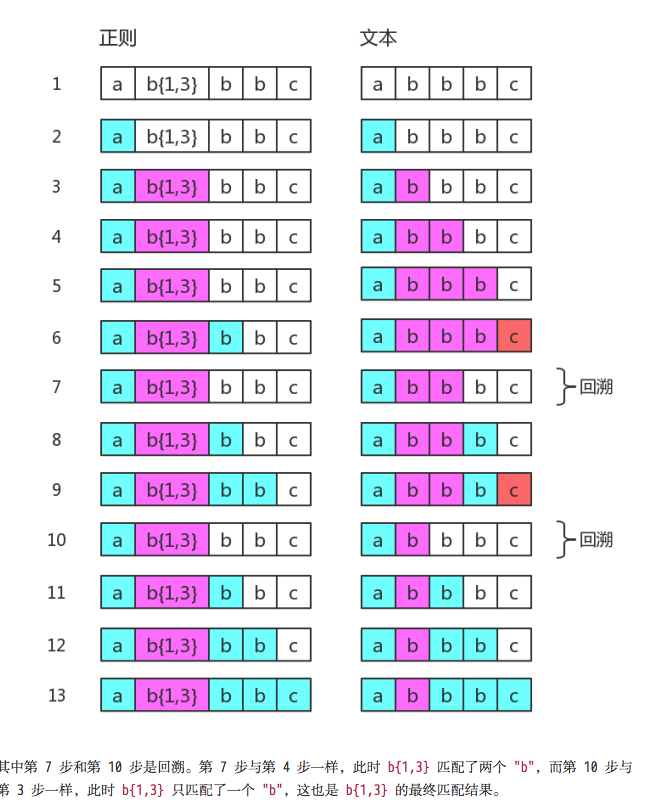 正则 文本
1 a b{1,3} b b c a b b b c
2 a b{1,3} b b c a b b b c
3 a b{1,3} b b c a b b b c
4 a b{1,3} b b c a b b b c
5 a b{1,3} b b c a b b b c
6 a b{1,3} b b c a b b b c
7 a b{1,3} b b c a b b b c 回溯
8 a b{1,3} b b c a b b b c
9 a b{1,3} b b c a b b b c
10 a b{1,3} b b c a b b b c 回溯
11 a b{1,3} b b c a b b b c
12 a b{1,3} b b c a b b b c
13 a b{1,3} b b c a b b b c
其中第 7 步和第 10 步是回溯。第 7 步与第 4 步一样，此时 b{1,3} 匹配了两个 "b"，而第 10 步与
第 3 步一样，此时 b{1,3} 只匹配了一个 "b"，这也是 b{1,3} 的最终匹配结果。